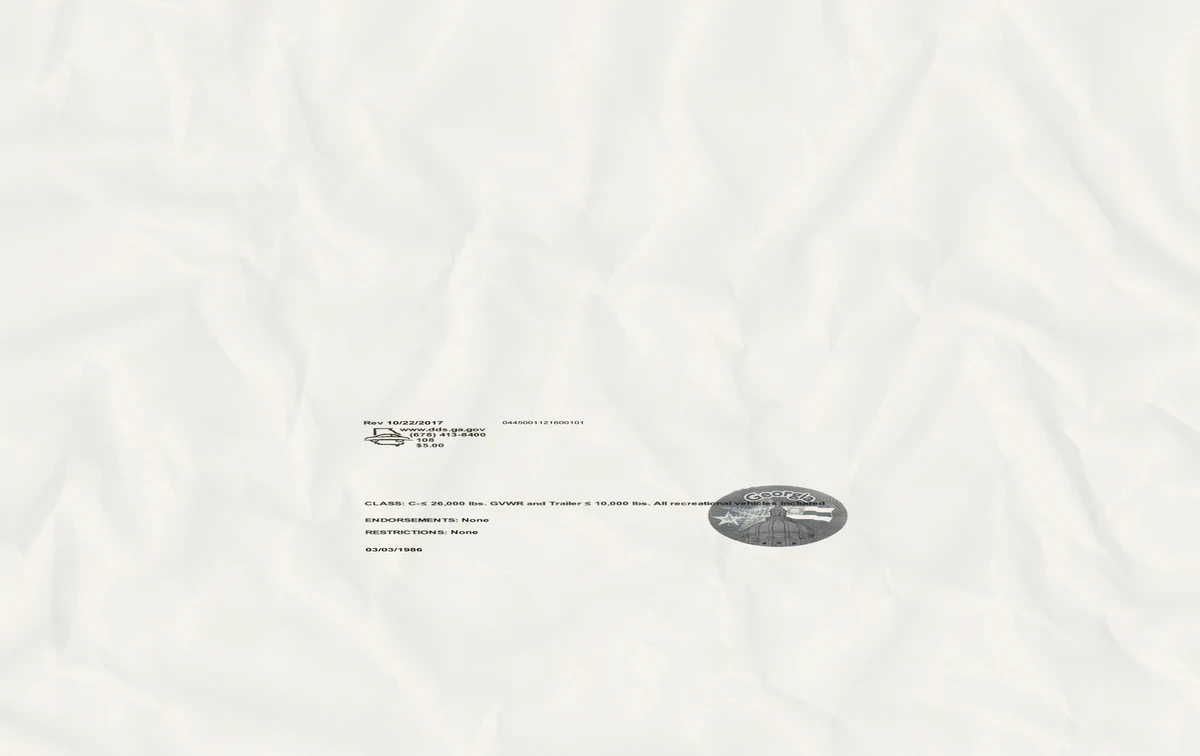 Rev 10/22/2017 0445001121600101
www.dds.ga.gov
(678) 413-8400
108
$5.00
Georgia
CLASS: C-≤ 26,000 lbs. GVWR and Trailer ≤ 10,000 lbs. All recreational vehicles included
ENDORSEMENTS: None
RESTRICTIONS: None
03/03/1986